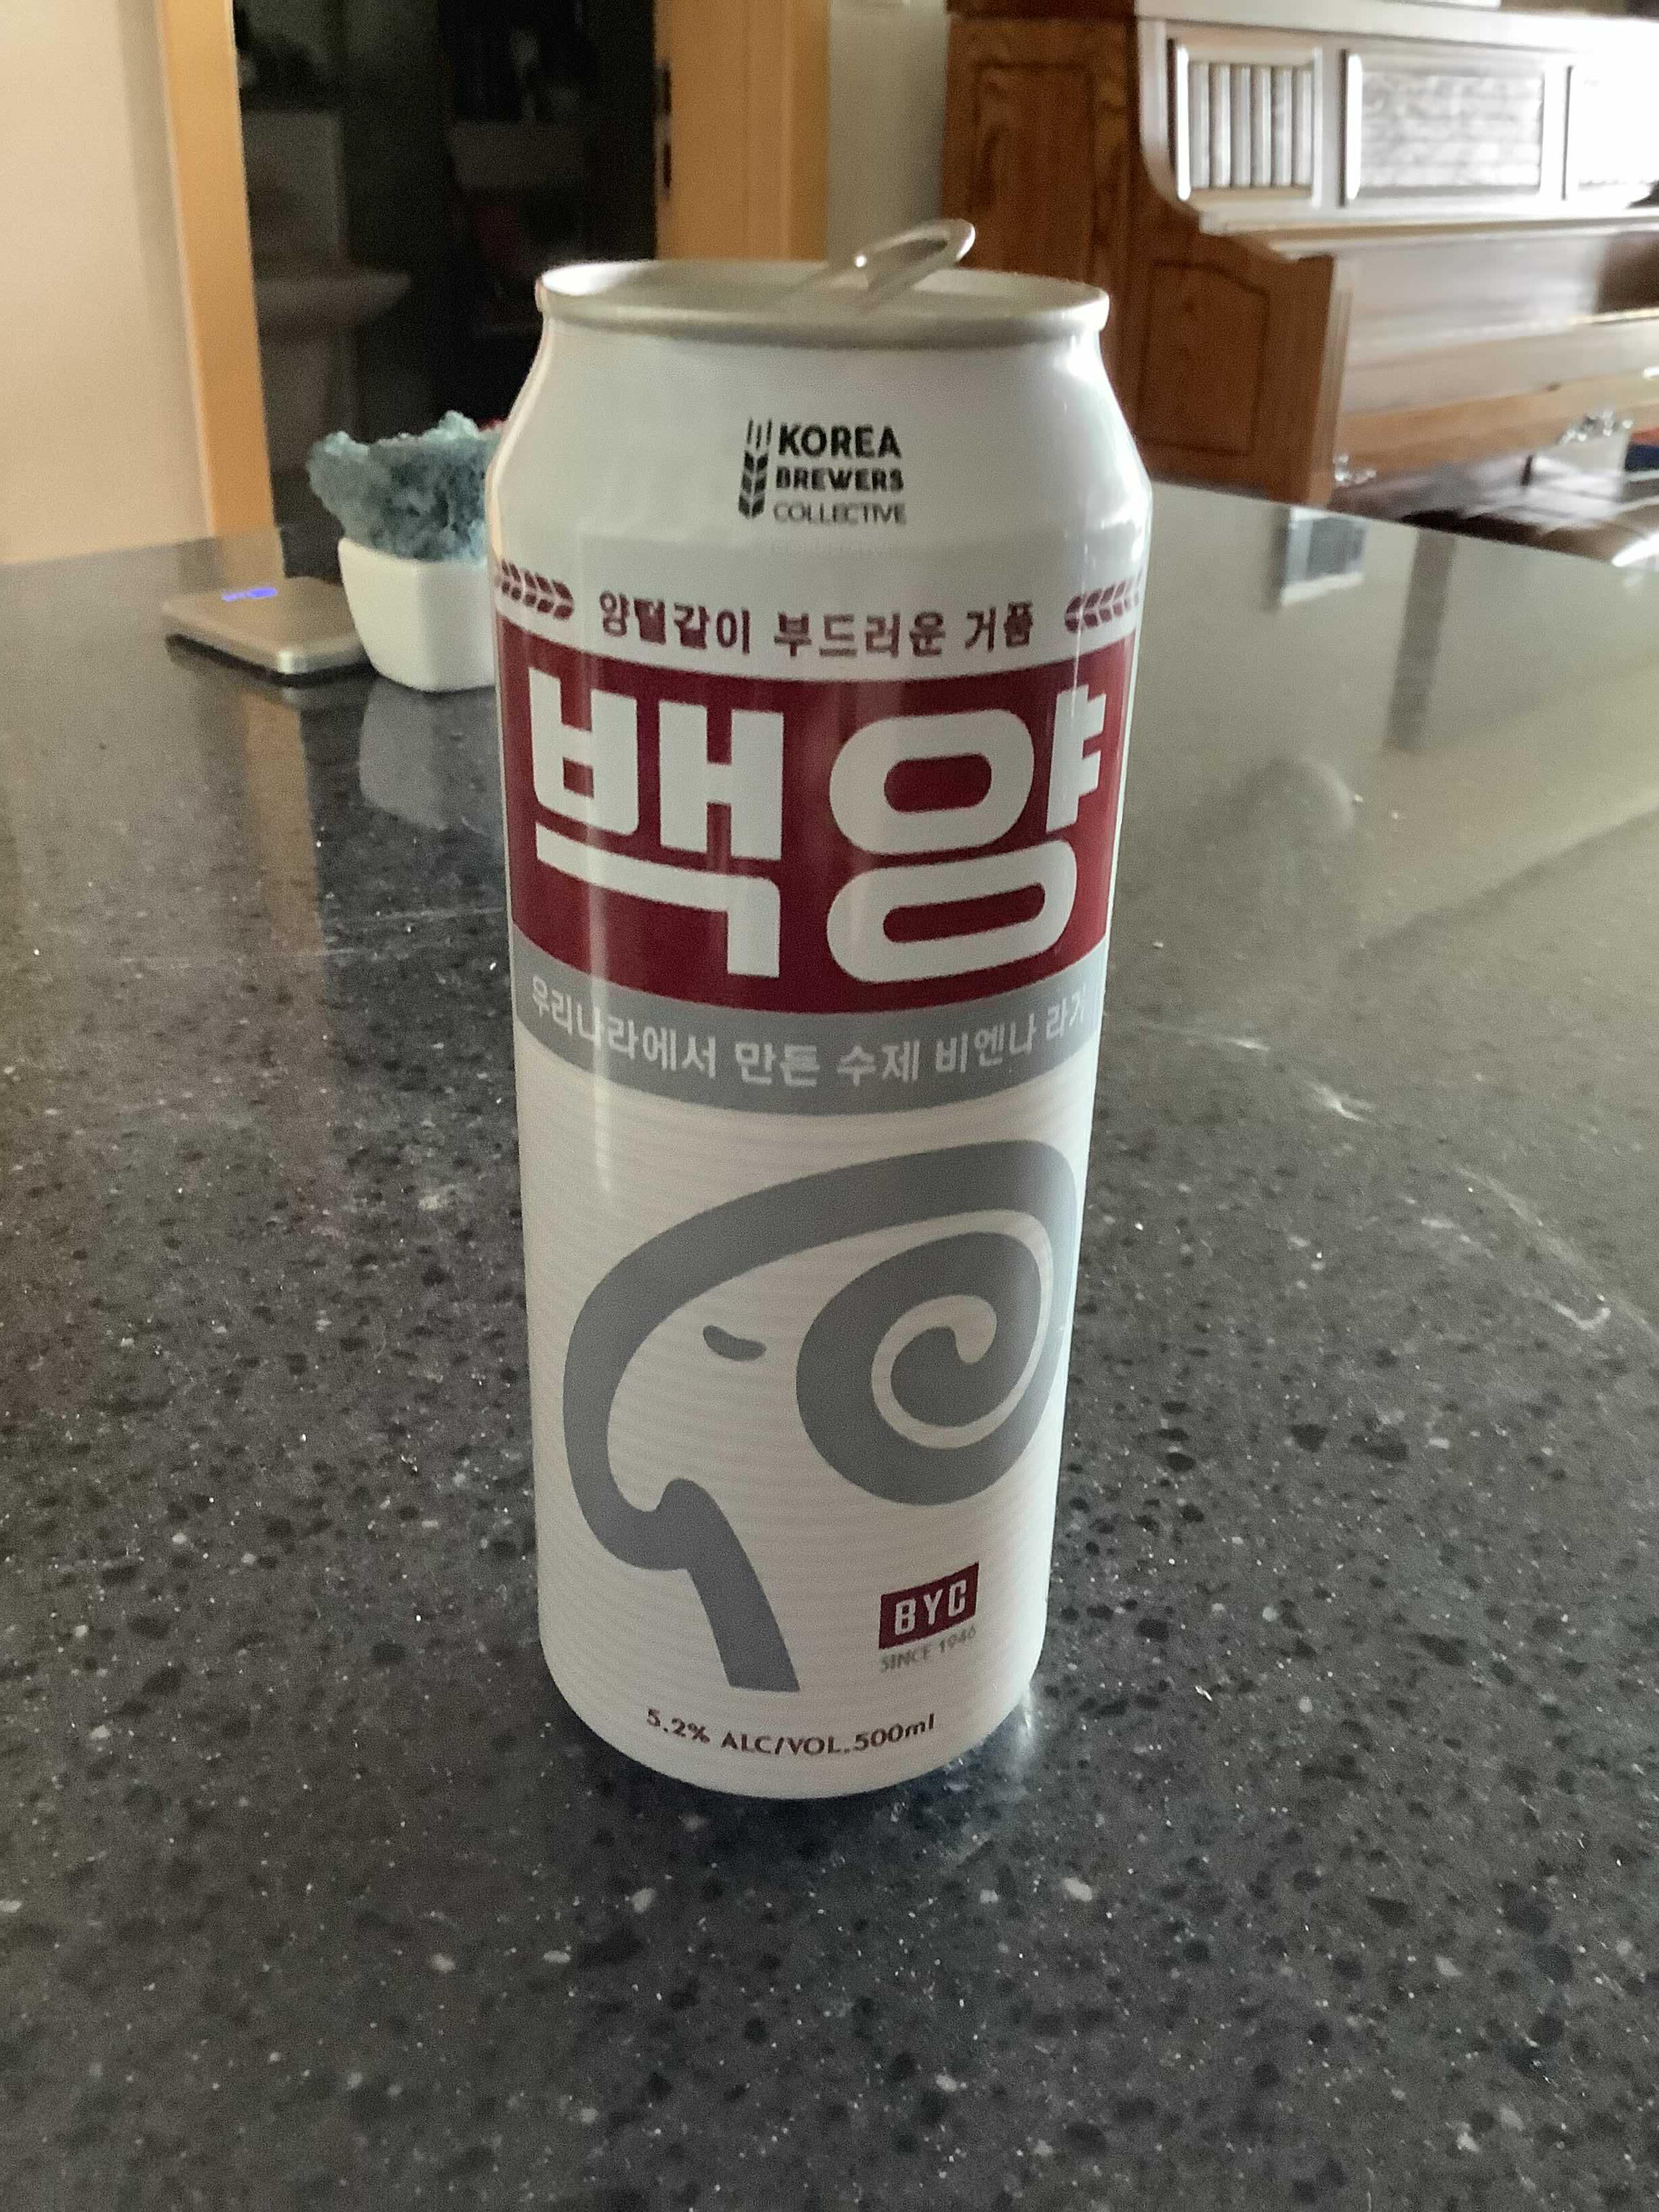 KOREA
BREWERS
COLLECTIVE
양털같이 부드러운 거품
백양
우리나라에서 만든 수제 비엔나 라거
BYC
SINCE 1946
5.2% ALC/VOL.500ml